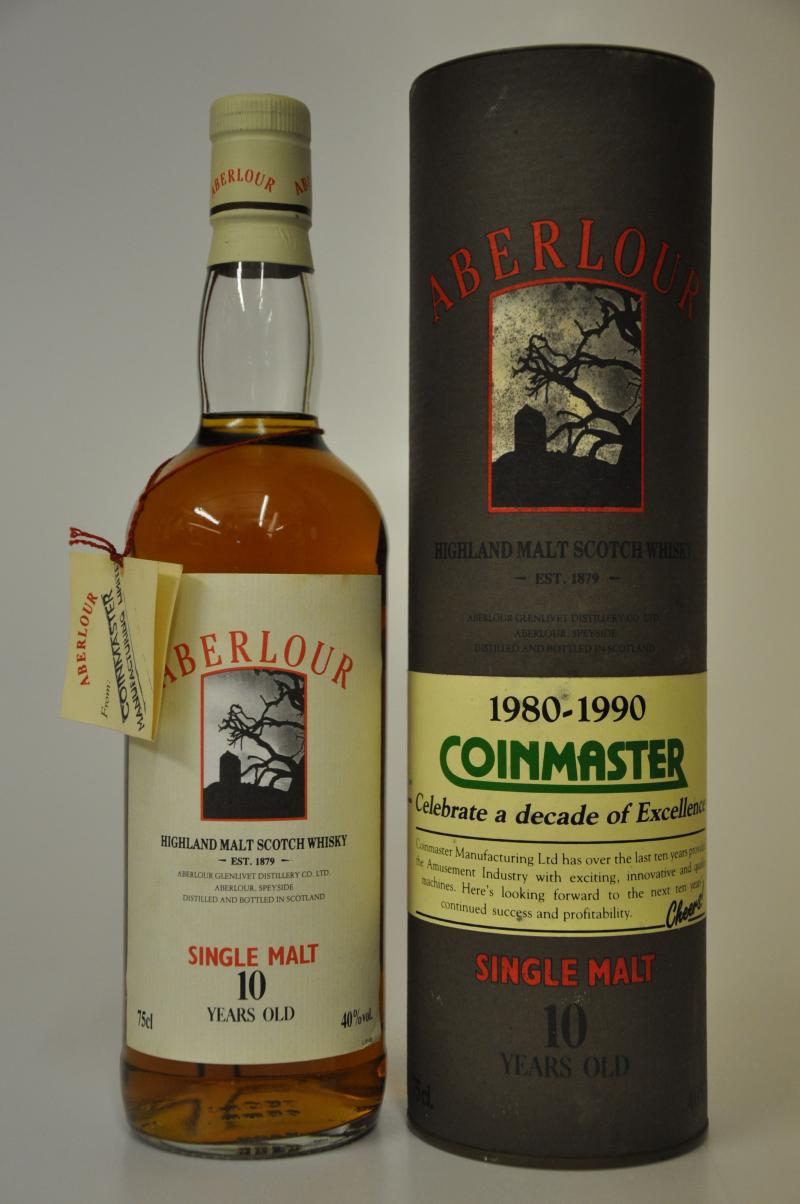 ABERLOUR
ABERLOUR
From:
COINMASTER
MANUFACTURING
ABERLOUR
HIGHLAND MALT SCOTCH WHISKY
EST. 1879
ABERLOUR GLENLIVET DISTILLERY CO. LTD.
ABERLOUR, SPEYSIDE
DISTILLED AND BOTTLED IN SCOTLAND
SINGLE MALT
10
YEARS OLD
75cl
40%vol.
ABERLOUR
HIGHLAND MALT SCOTCH WHISKY
EST. 1879
ABERLOUR GLENLIVET DISTILLERY CO. LTD.
ABERLOUR, SPEYSIDE
DISTILLED AND BOTTLED IN SCOTLAND
1980-1990
COINMASTER
Celebrate a decade of Excellence
Coinmaster Manufacturing Ltd has over the last ten years
the Amusement Industry with exciting, innovative and
machines. Here's looking forward to the next ten
continued success and profitability.
Cheers!
SINGLE MALT
10
YEARS OLD